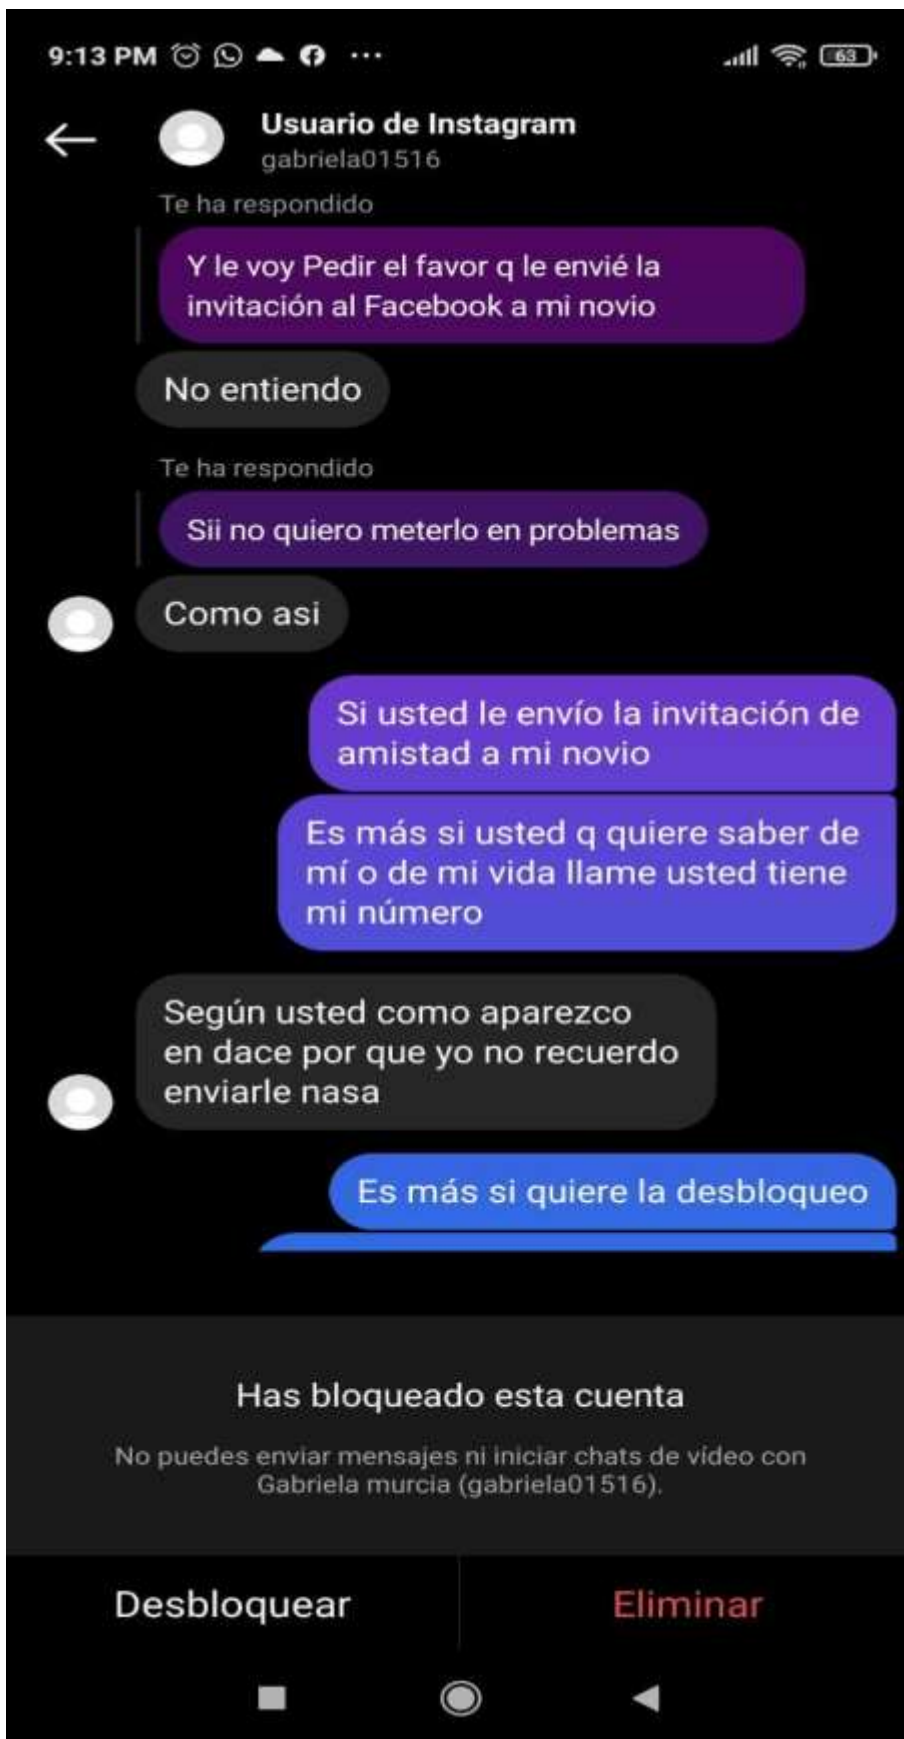 9:13 PM
63
Usuario de Instagram
gabriela01516
Te ha respondido
Y le voy Pedir el favor q le envié la
invitación al Facebook a mi novio
No entiendo
Te ha respondido
Sii no quiero meterlo en problemas
Como asi
Si usted le envío la invitación de
amistad a mi novio
Es más si usted q quiere saber de
mí o de mi vida llame usted tiene
mi número
Según usted como aparezco
en dace por que yo no recuerdo
enviarle nasa
Es más si quiere la desbloqueo
Has bloqueado esta cuenta
No puedes enviar mensajes ni iniciar chats de vídeo con
Gabriela murcia (gabriela01516).
Desbloquear
Eliminar